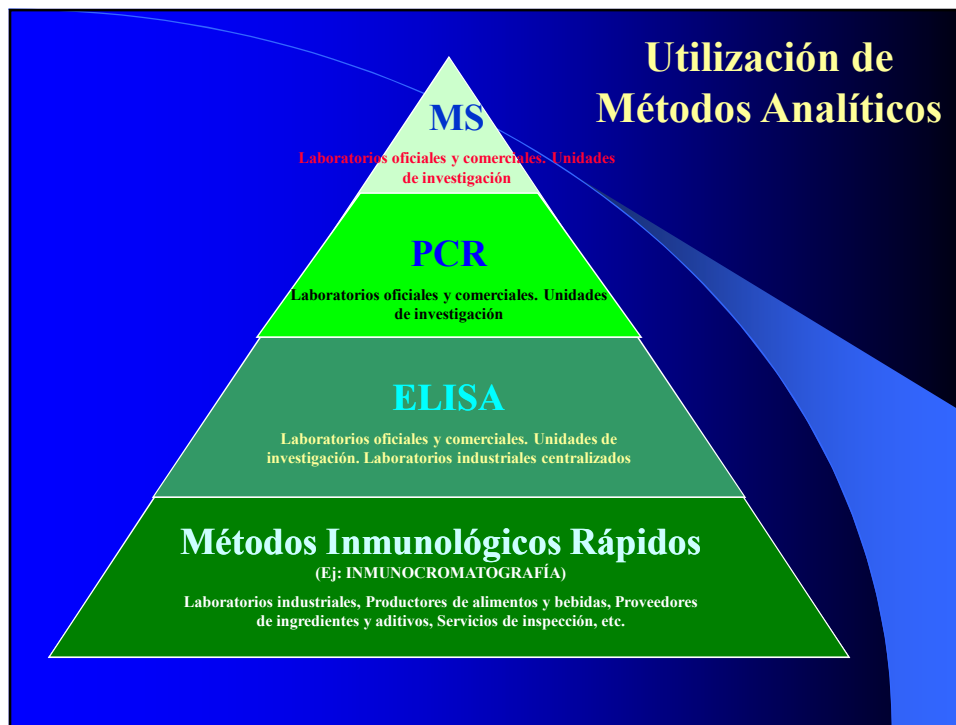 Utilización de
Métodos Analíticos
MS
Laboratorios oficiales y comerciales. Unidades
de investigación
PCR
Laboratorios oficiales y comerciales. Unidades
de investigación
ELISA
Laboratorios oficiales y comerciales. Unidades de
investigación. Laboratorios industriales centralizados
Métodos Inmunológicos Rápidos
(Ej: INMUNOCROMATOGRAFÍA)
Laboratorios industriales, Productores de alimentos y bebidas, Proveedores
de ingredientes y aditivos, Servicios de inspección, etc.